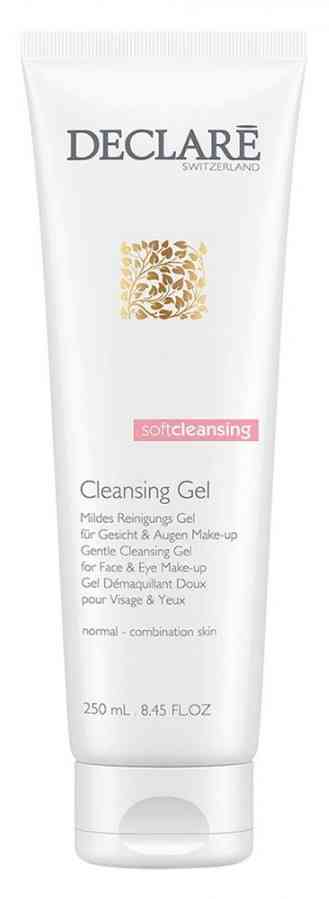 DECLARĒ
SWITZERLAND
softcleansing
Cleansing Gel
Mildes Reinigungs Gel
für Gesicht & Augen Make-up
Gentle Cleansing Gel
for Face & Eye Make-up
Gel Démaquillant Doux
pour Visage & Yeux
normal - combination skin
250 mL . 8.45 FL.OZ